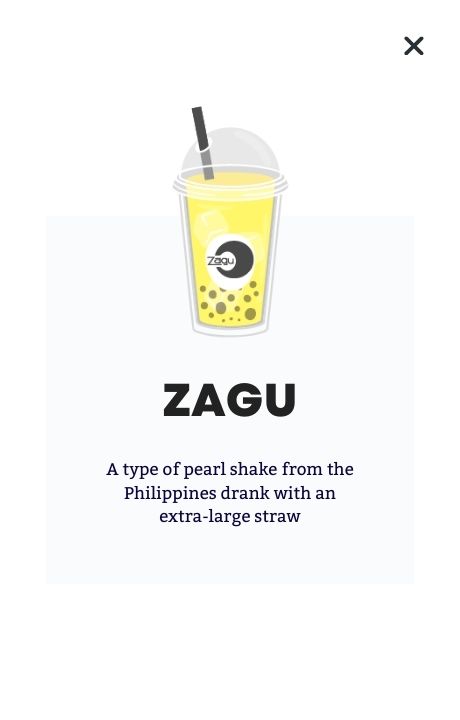 Zagu
ZAGU
A type of pearl shake from the
Philippines drank with an
extra-large straw